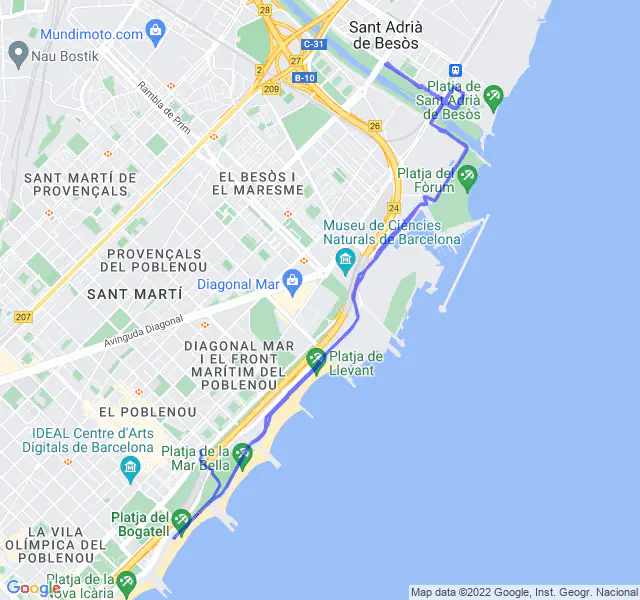 28
Sant Adrià
de Besòs
Mundimoto.com
C-31
Nau Bostik
26
2
B-10
209
Platja de
Sant Adrià
de Besòs
Rambla de Prim
26
SANT MARTÍ DE
PROVENÇALS
EL BESÒS I
EL MARESME
Platja del
Fòrum
24
Museu de Ciències
Naturals de Barcelona
PROVENÇALS
DEL POBLENOU
Diagonal Mar
SANT MARTÍ
207
Avinguda Diagonal
DIAGONAL MAR
I EL FRONT
MARÍTIM DEL
POBLENOU
Platja de
Llevant
EL POBLENOU
IDEAL Centre d'Arts
Digitals de Barcelona
Platja de la
Mar Bella
Platja del
Bogatell
LA VILA
OLÍMPICA DEL
POBLENOU
Platja de la
Nova Icària
Google
Map data ©2022 Google, Inst. Geogr. Nacional